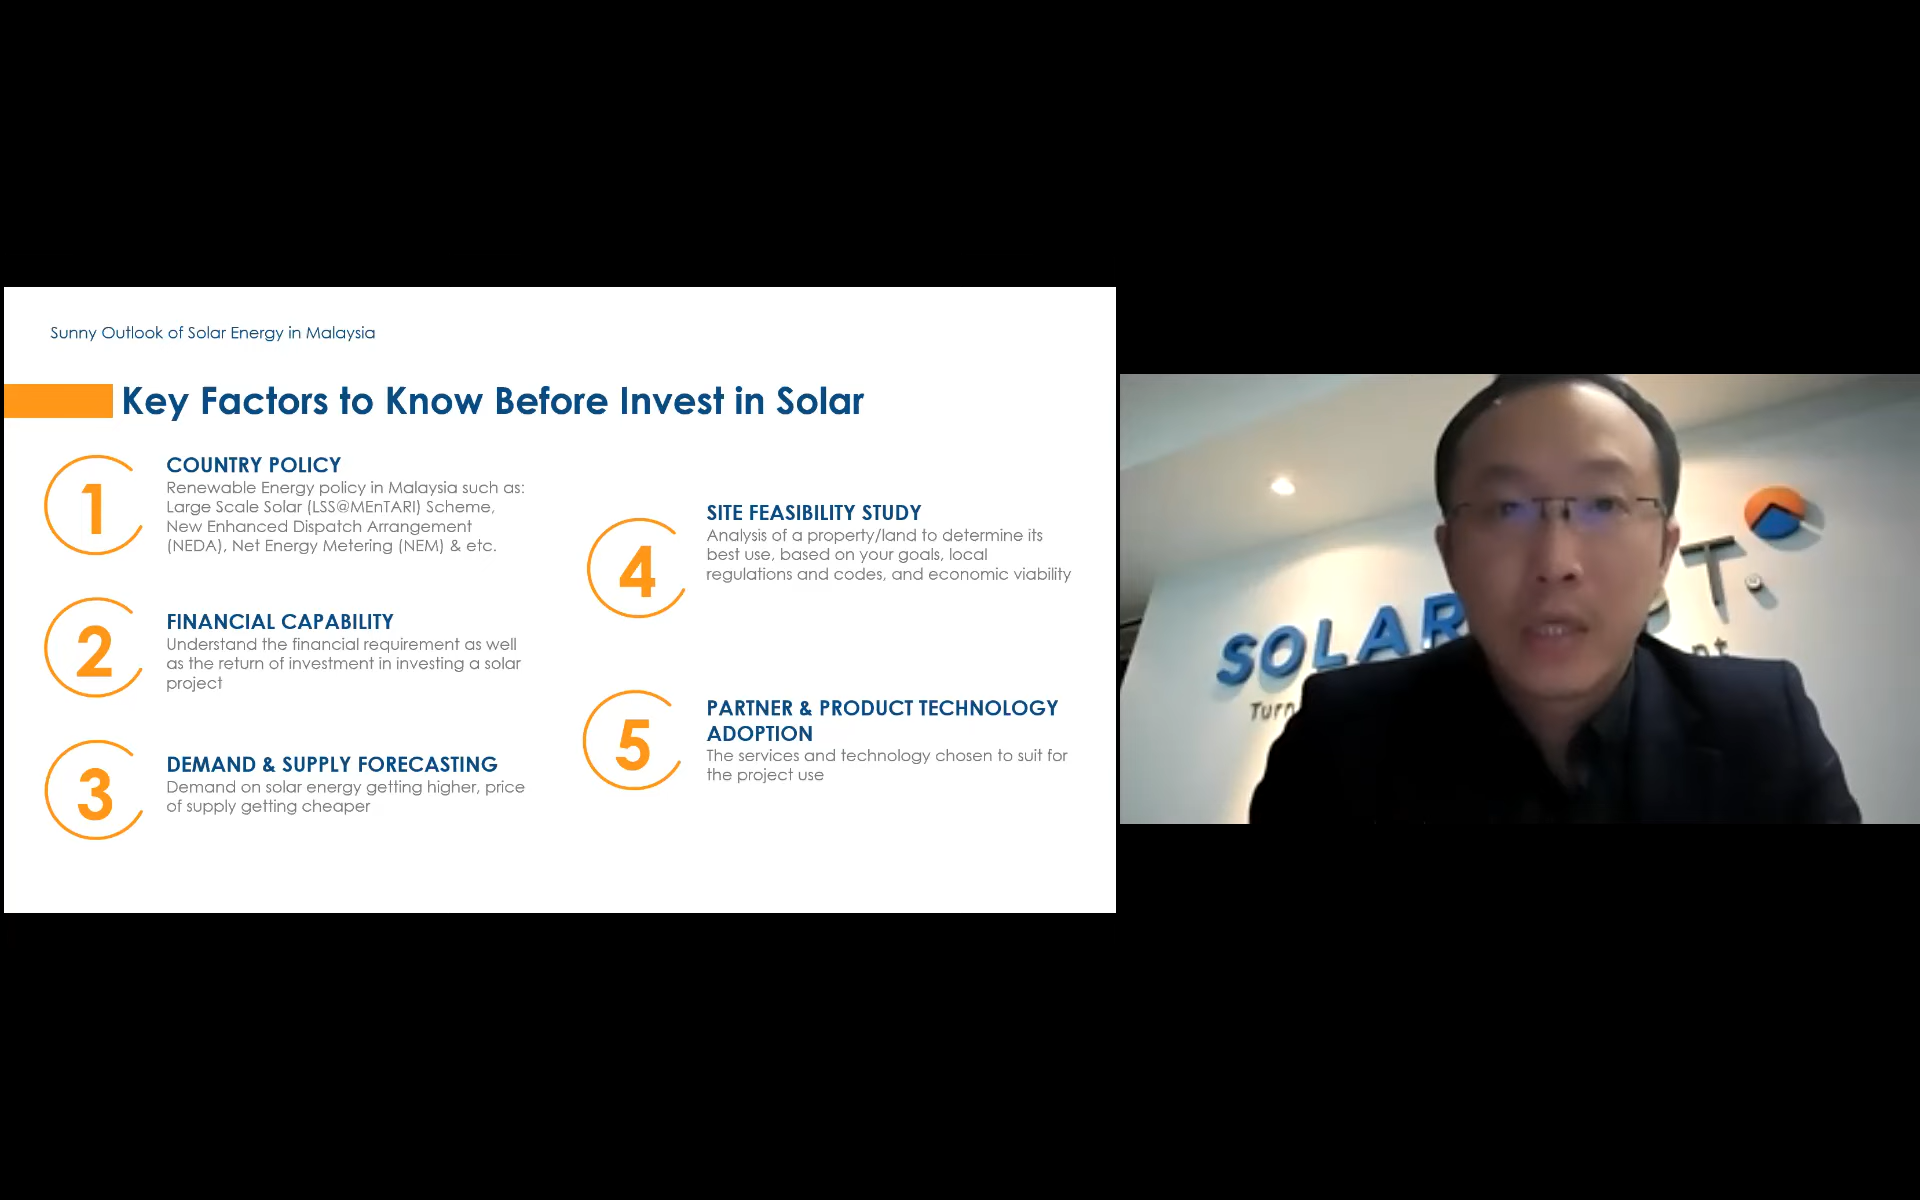 Sunny Outlook of Solar Energy in Malaysia
Key Factors to Know Before Invest in Solar
1
COUNTRY POLICY
Renewable Energy policy in Malaysia such as:
Large Scale Solar (LSS@MEnTARI) Scheme,
New Enhanced Dispatch Arrangement
(NEDA), Net Energy Metering (NEM) & etc.
2
FINANCIAL CAPABILITY
Understand the financial requirement as well
as the return of investment in investing a solar
project
3
DEMAND & SUPPLY FORECASTING
Demand on solar energy getting higher, price
of supply getting cheaper
4
SITE FEASIBILITY STUDY
Analysis of a property/land to determine its
best use, based on your goals, local
regulations and codes, and economic viability
5
PARTNER & PRODUCT TECHNOLOGY
ADOPTION
The services and technology chosen to suit for
the project use
SOLAR